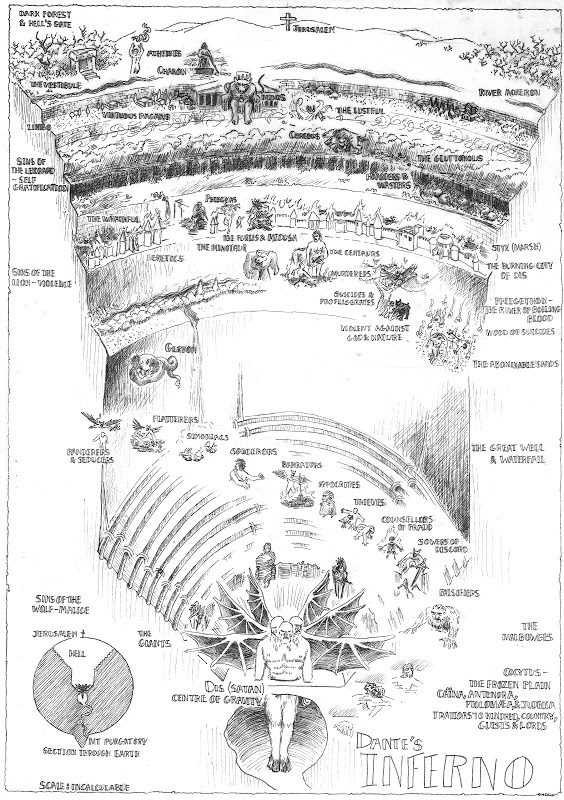 DARK FOREST
& HELL'S GATE
JERUSALEM
CHARON
THE VESTIBULE
RIVER ACHERON
MINOS
VIRTUOUS PAGANS
THE LUSTFUL
LIMBO
CERBERUS
SINS OF
THE LEOPARD
- SELF
GRATIFICATION
THE GLUTTONOUS
HOARDERS &
WASTERS
PHLEGYAS
THE WRATHFUL
THE FURIES & MEDUSA
THE MINOTAUR
STYX (MARSH)
HERETICS
THE CENTAURS
THE BURNING CITY
OF DIS
SINS OF THE
LION - VIOLENCE
MURDERERS
SUICIDES &
PROFLIGERATES
PHLEGETHON -
THE RIVER OF BOILING
BLOOD
VIOLENT AGAINST
GOD & NATURE
WOOD OF SUICIDES
GERYON
THE ABOMINABLE SANDS
FLATTERERS
SIMONIACS
PANDERERS
& SEDUCERS
SORCERORS
THE GREAT WELL
& WATERFALL
BARRATORS
HYPOCRITES
THIEVES
COUNSELLORS
OF FRAUD
SOWERS OF
DISCORD
FALSIFIERS
SINS OF THE
WOLF - MALICE
THE
MALBOWGES
JERUSALEM
THE
GIANTS
HELL
DIS (SATAN)
CENTRE OF GRAVITY
COCYTUS -
THE FROZEN PLAIN
CAÏNA, ANTENORA,
PTOLOMÆA & JUDECCA
TRAITORS TO KINDRED, COUNTRY,
GUESTS & LORDS
MT PURGATORY
SECTION THROUGH EARTH
DANTE'S
INFERNO
SCALE: INCALCULABLE